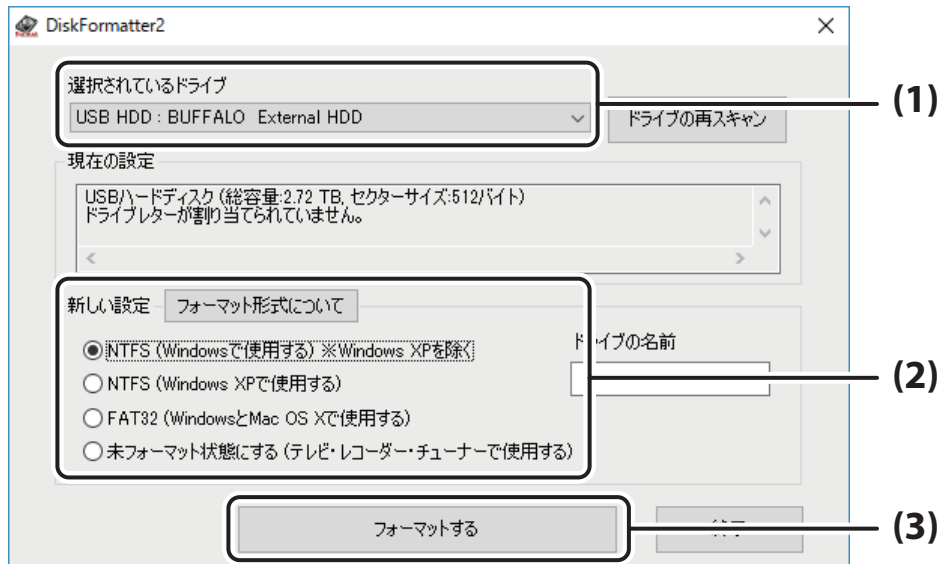 DiskFormatter2
選択されているドライブ
USB HDD : BUFFALO External HDD
ドライブの再スキャン
(1)
現在の設定
USBハードディスク (総容量:2.72 TB, セクターサイズ:512バイト)
ドライブレターが割り当てられていません。
新しい設定 フォーマット形式について
NTFS (Windowsで使用する) ※Windows XPを除く
ドライブの名前
NTFS (Windows XPで使用する)
(2)
FAT32 (WindowsとMac OS Xで使用する)
未フォーマット状態にする (テレビ・レコーダー・チューナーで使用する)
フォーマットする
(3)